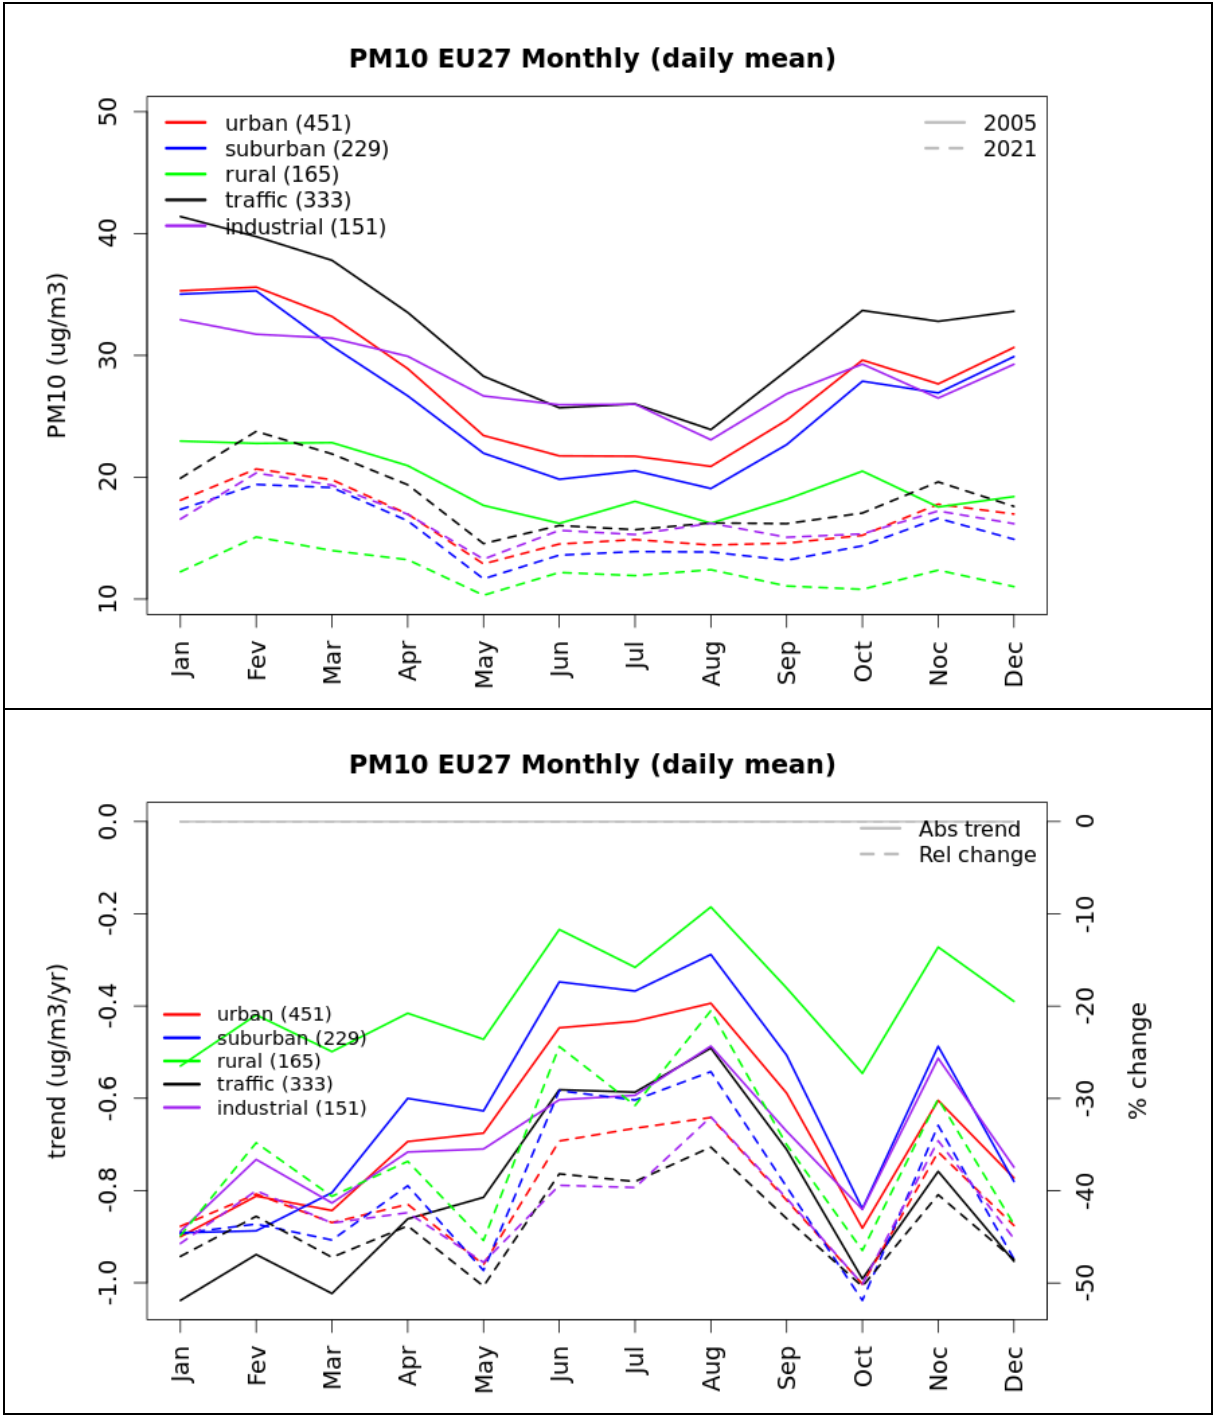 PM10 EU27 Monthly (daily mean)
urban (451)
suburban (229)
rural (165)
traffic (333)
industrial (151)
2005
2021
PM10 (ug/m3)
50
40
30
20
10
Jan
Fev
Mar
Apr
May
Jun
Jul
Aug
Sep
Oct
Noc
Dec
PM10 EU27 Monthly (daily mean)
Abs trend
Rel change
urban (451)
suburban (229)
rural (165)
traffic (333)
industrial (151)
trend (ug/m3/yr)
0.0
-0.2
-0.4
-0.6
-0.8
-1.0
0
-10
-20
-30
-40
-50
% change
Jan
Fev
Mar
Apr
May
Jun
Jul
Aug
Sep
Oct
Noc
Dec